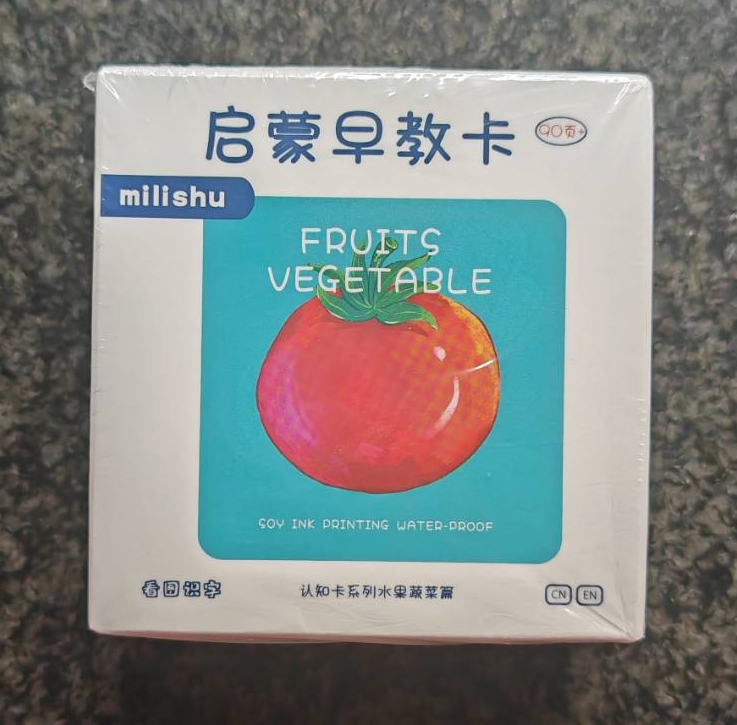 启蒙早教卡 90页+
milishu
FRUITS
VEGETABLE
SOY INK PRINTING WATER-PROOF
看图识字 认知卡系列水果蔬菜篇 CN EN